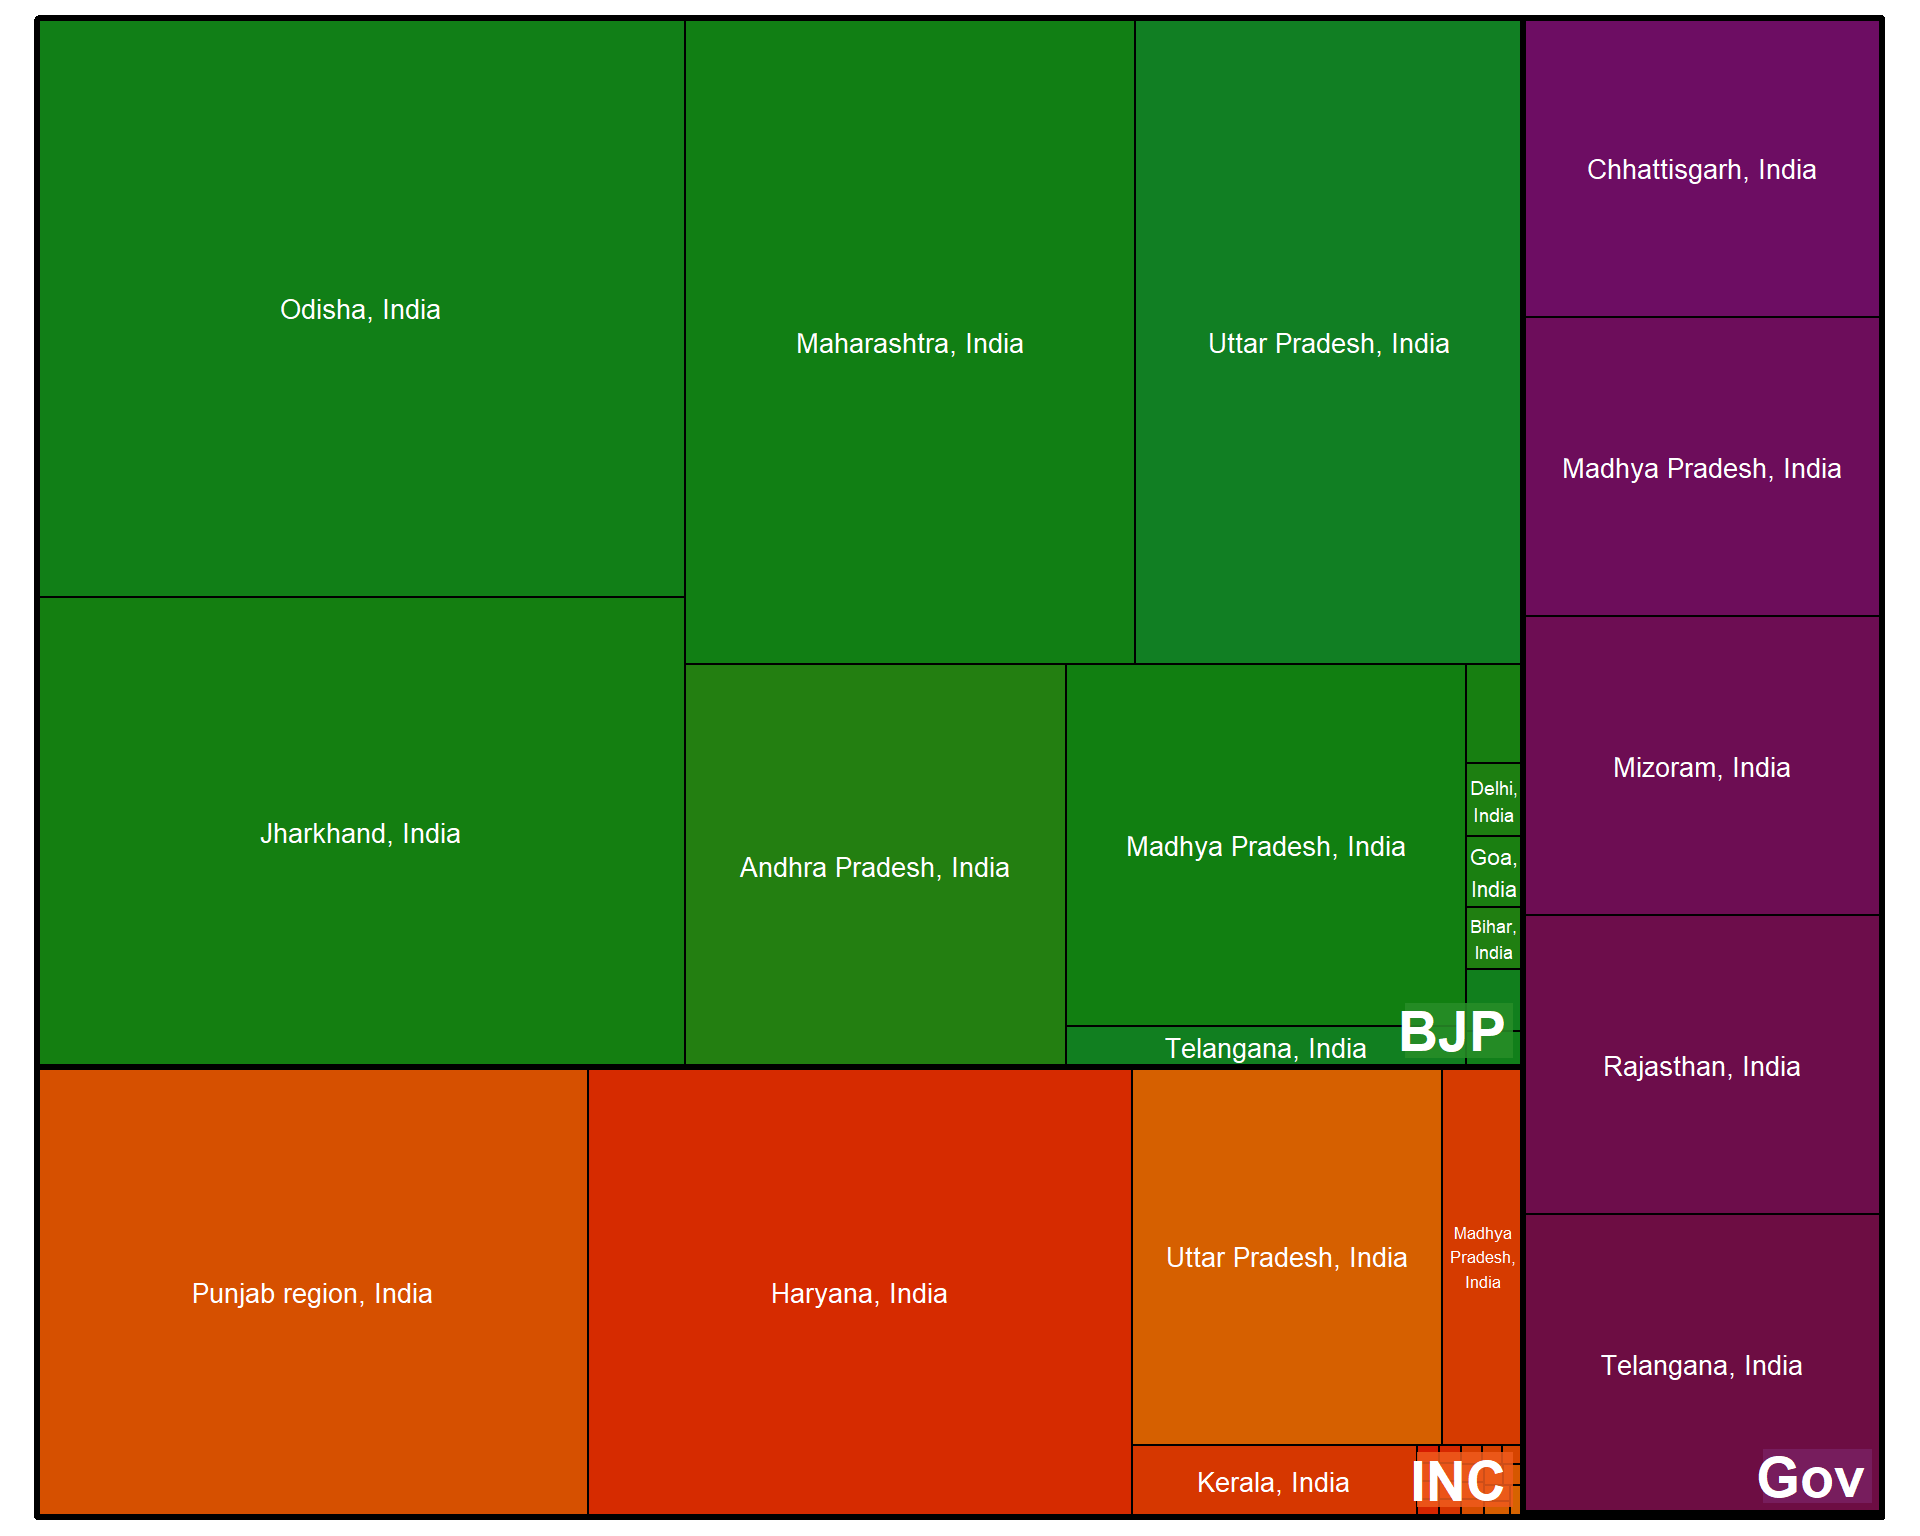 Odisha, India
Maharashtra, India
Uttar Pradesh, India
Jharkhand, India
Andhra Pradesh, India
Madhya Pradesh, India
Delhi,
India
Goa,
India
Bihar,
India
Telangana, India
BJP
Punjab region, India
Haryana, India
Uttar Pradesh, India
Madhya
Pradesh,
India
Kerala, India
INC
Chhattisgarh, India
Madhya Pradesh, India
Mizoram, India
Rajasthan, India
Telangana, India
Gov